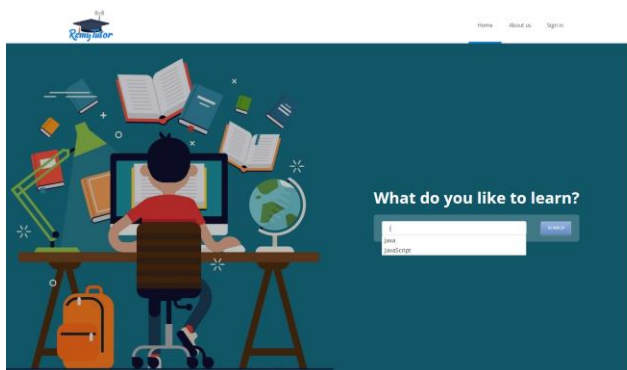 RemyTutor
Home About us Sign in
What do you like to learn?
j
SEARCH
Java
JavaScript